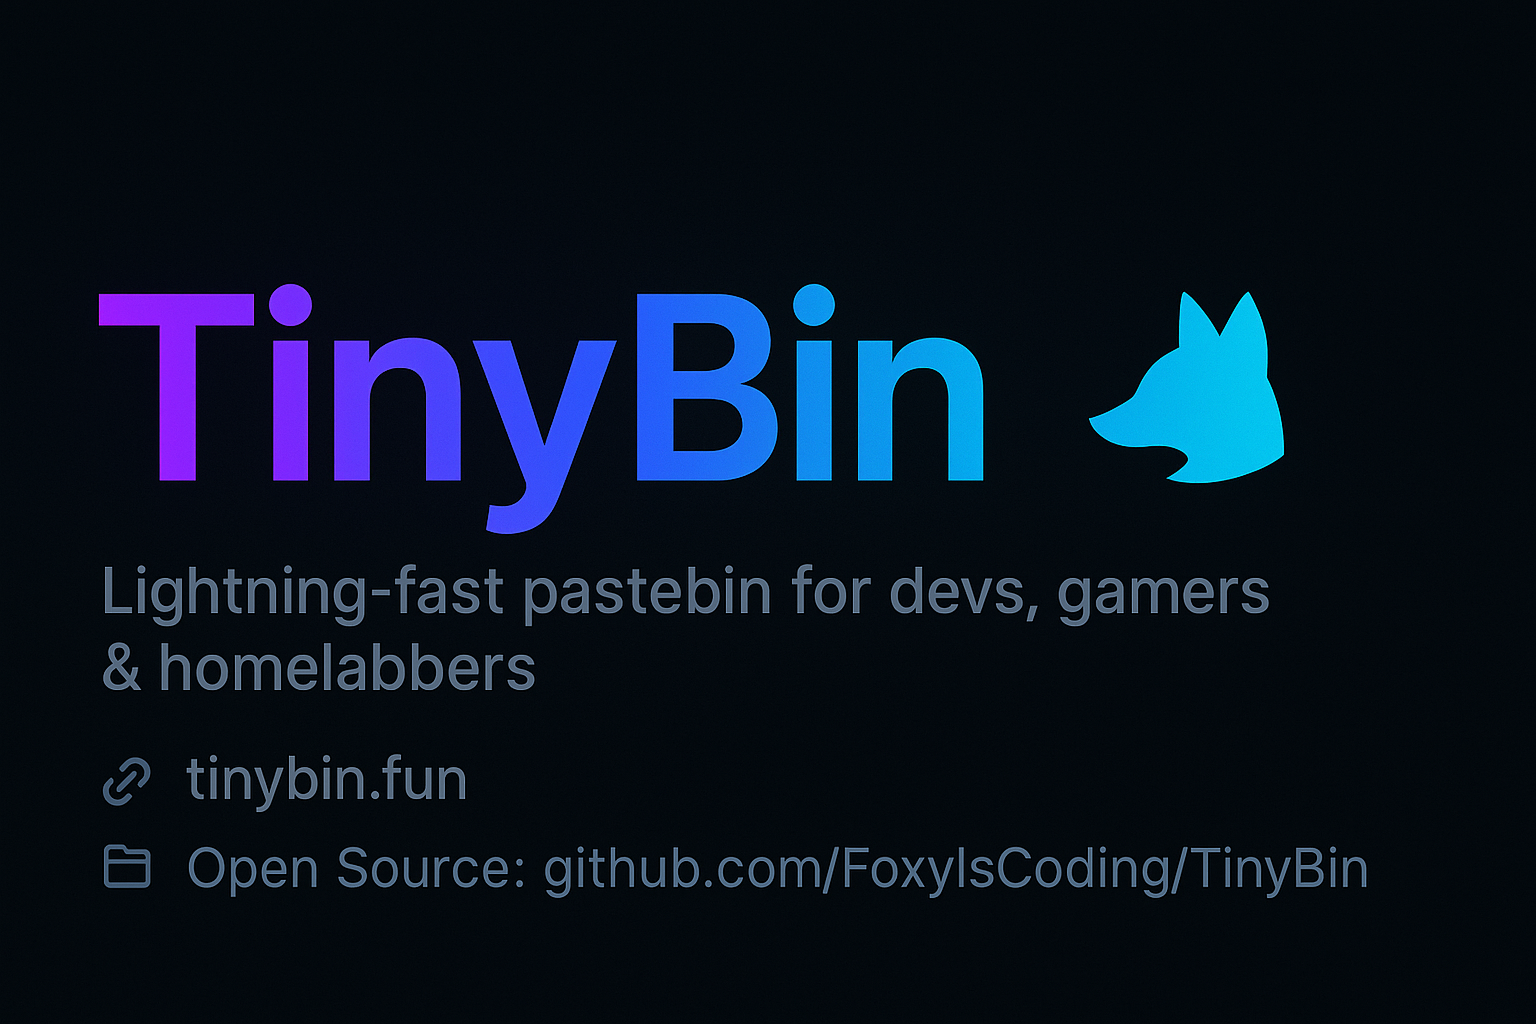 TinyBin
Lightning-fast pastebin for devs, gamers
& homelabbers
tinybin.fun
Open Source: github.com/FoxyIsCoding/TinyBin